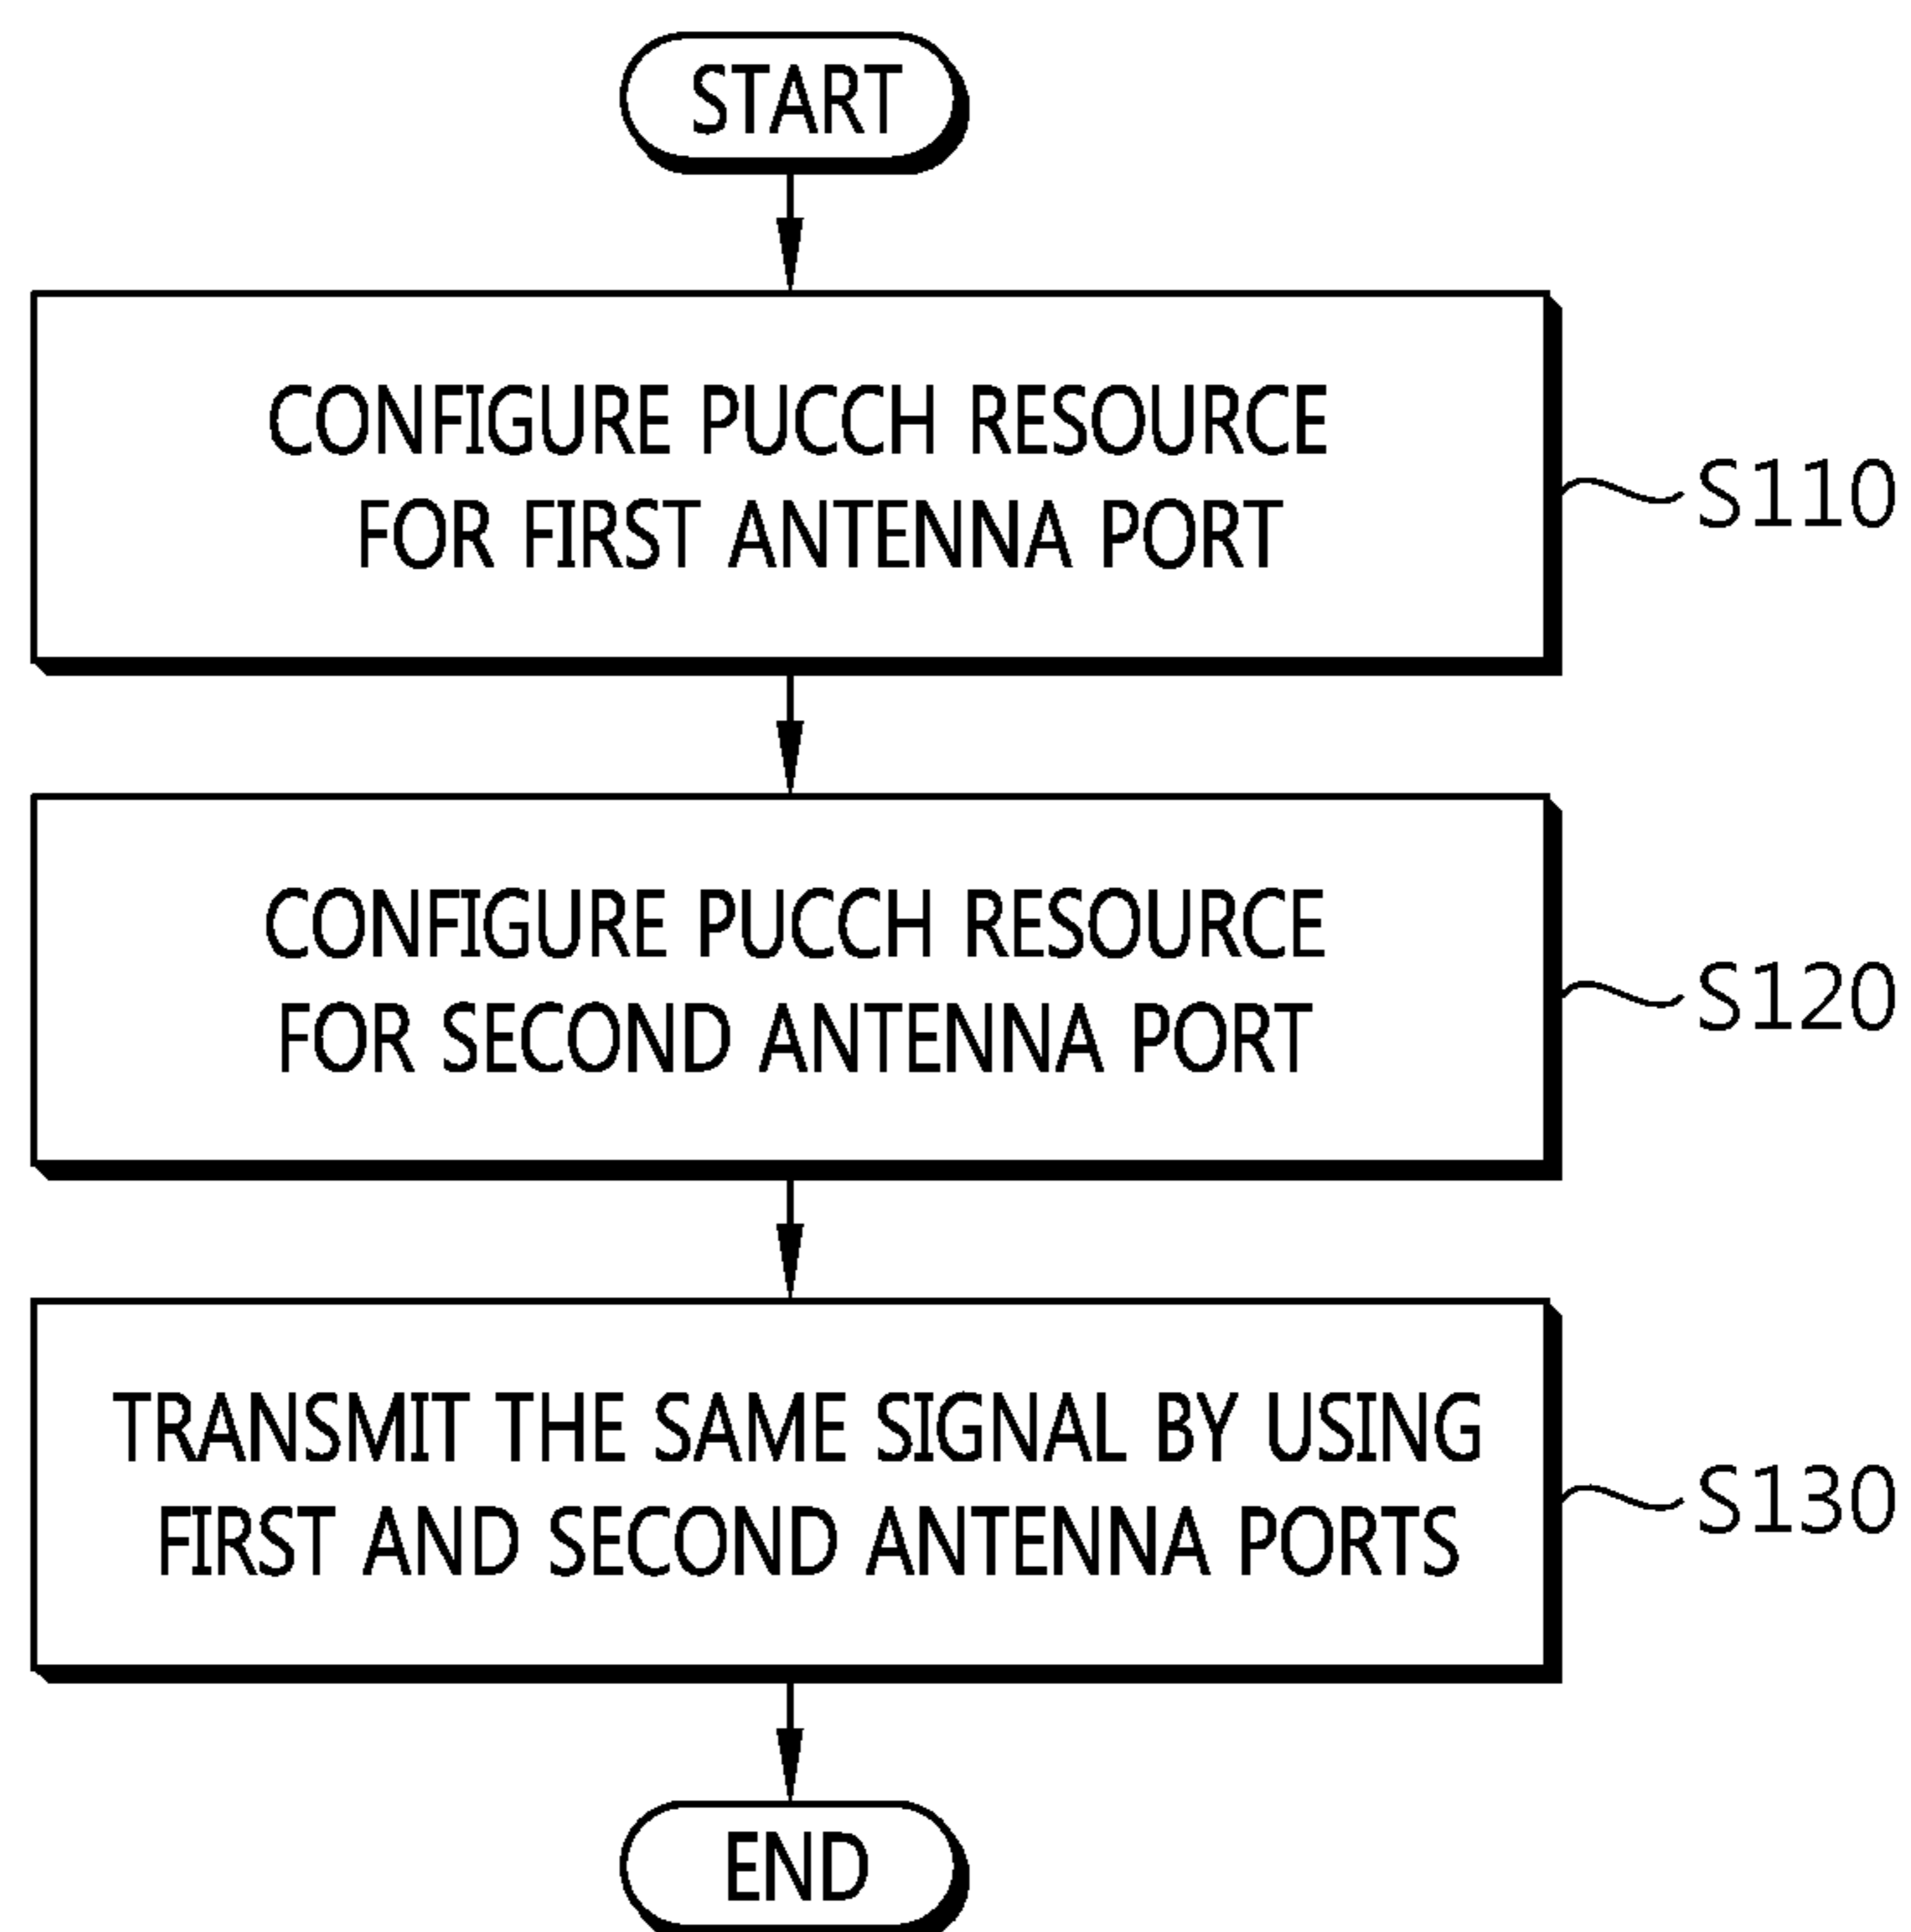 START
CONFIGURE PUCCH RESOURCE
FOR FIRST ANTENNA PORT
S110
CONFIGURE PUCCH RESOURCE
FOR SECOND ANTENNA PORT
S120
TRANSMIT THE SAME SIGNAL BY USING
FIRST AND SECOND ANTENNA PORTS
S130
END